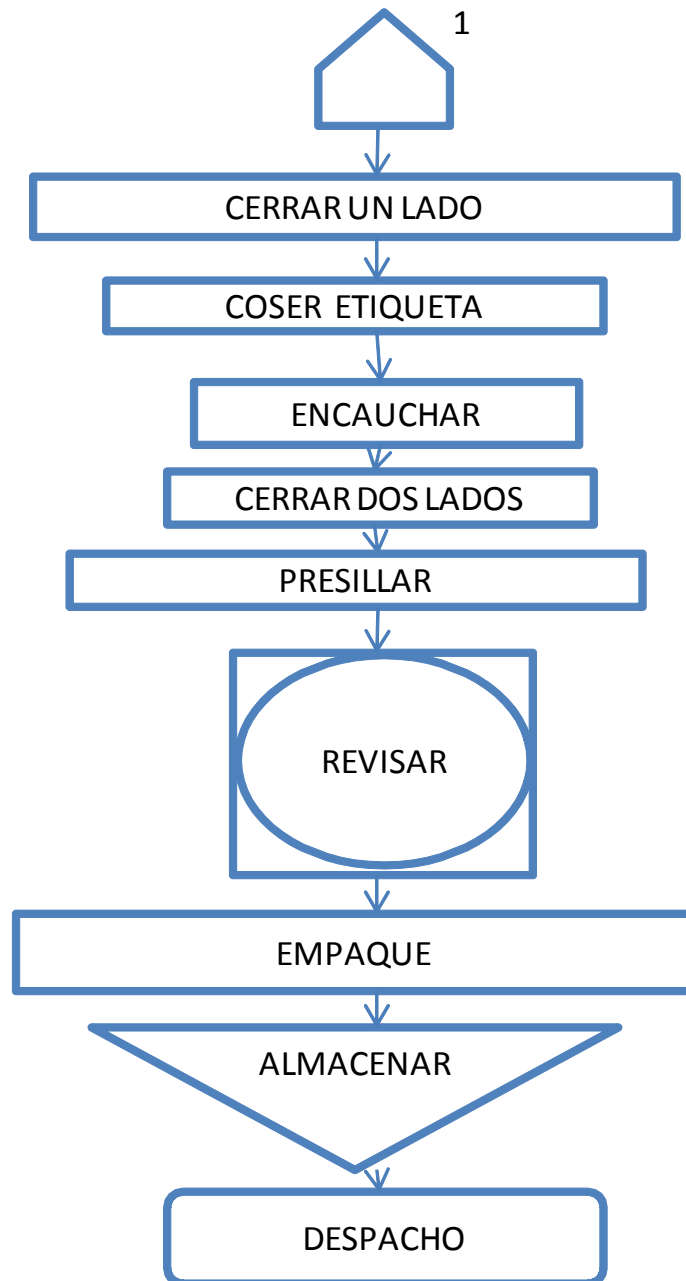 1
CERRAR UN LADO
COSER ETIQUETA
ENCAUCHAR
CERRAR DOS LADOS
PRESILLAR
REVISAR
EMPAQUE
ALMACENAR
DESPACHO